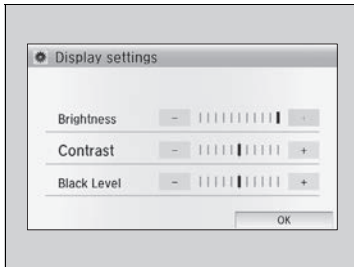 Display settings
Brightness - +
Contrast - +
Black Level - +
OK